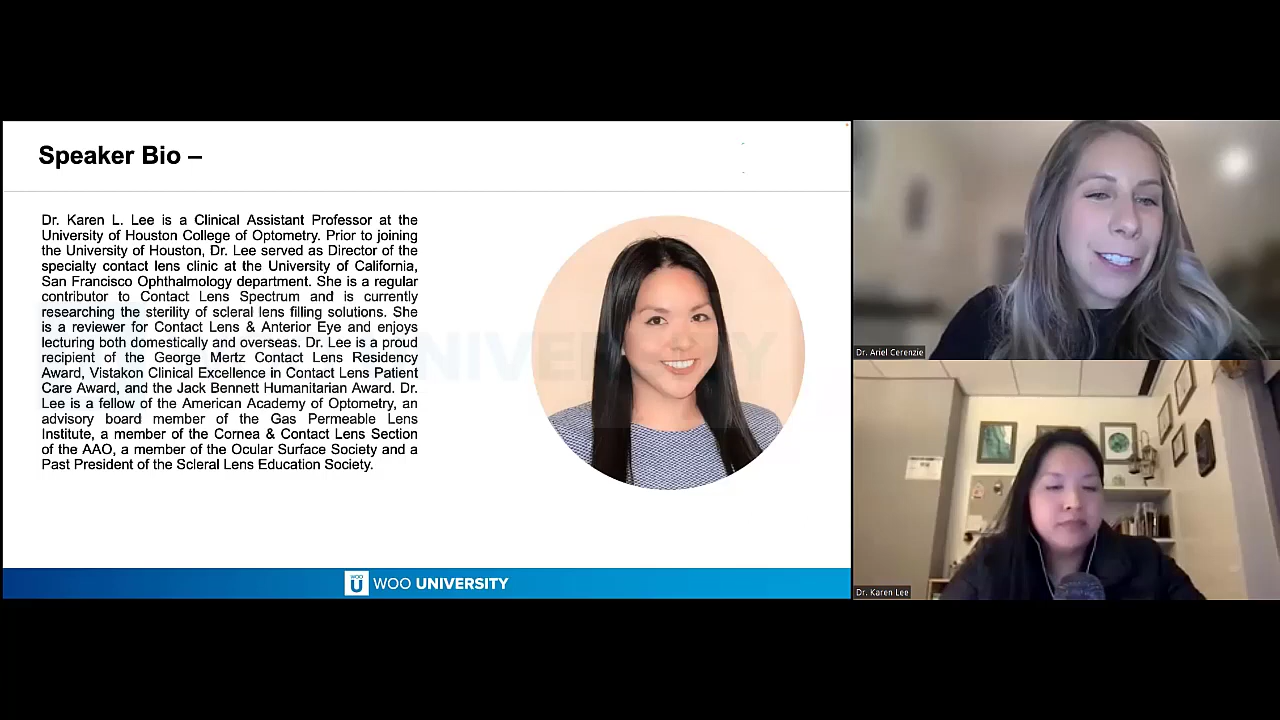 Speaker Bio –
Dr. Karen L. Lee is a Clinical Assistant Professor at the
University of Houston College of Optometry. Prior to joining
the University of Houston, Dr. Lee served as Director of the
specialty contact lens clinic at the University of California,
San Francisco Ophthalmology department. She is a regular
contributor to Contact Lens Spectrum and is currently
researching the sterility of scleral lens filling solutions. She
is a reviewer for Contact Lens & Anterior Eye and enjoys
lecturing both domestically and overseas. Dr. Lee is a proud
recipient of the George Mertz Contact Lens Residency
Award, Vistakon Clinical Excellence in Contact Lens Patient
Care Award, and the Jack Bennett Humanitarian Award. Dr.
Lee is a fellow of the American Academy of Optometry, an
advisory board member of the Gas Permeable Lens
Institute, a member of the Cornea & Contact Lens Section
of the AAO, a member of the Ocular Surface Society and a
Past President of the Scleral Lens Education Society.
UNIVERSITY
WOO U WOO UNIVERSITY
Dr. Ariel Cerenzie
Dr. Karen Lee